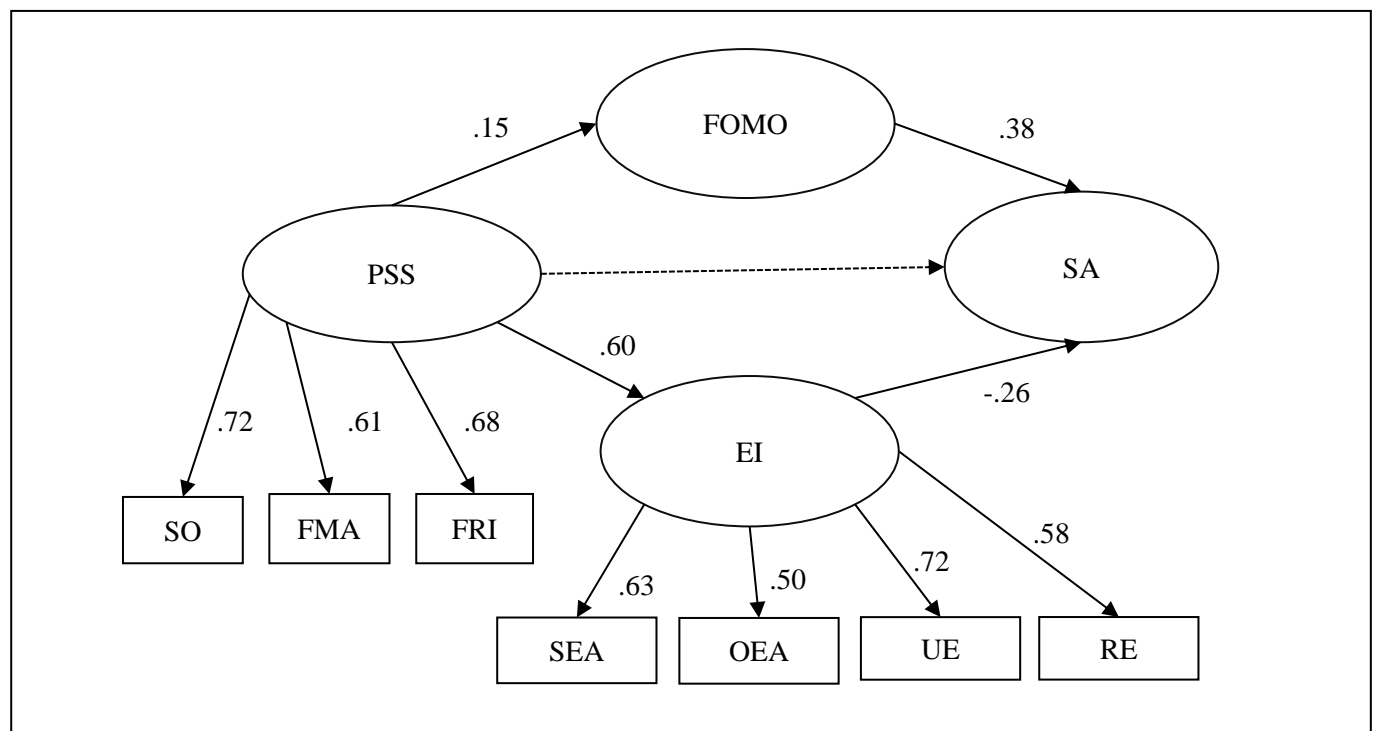 FOMO
.15
.38
PSS
SA
.60
-.26
.72
.61
.68
EI
SO
FMA
FRI
.58
.63
.50
.72
SEA
OEA
UE
RE